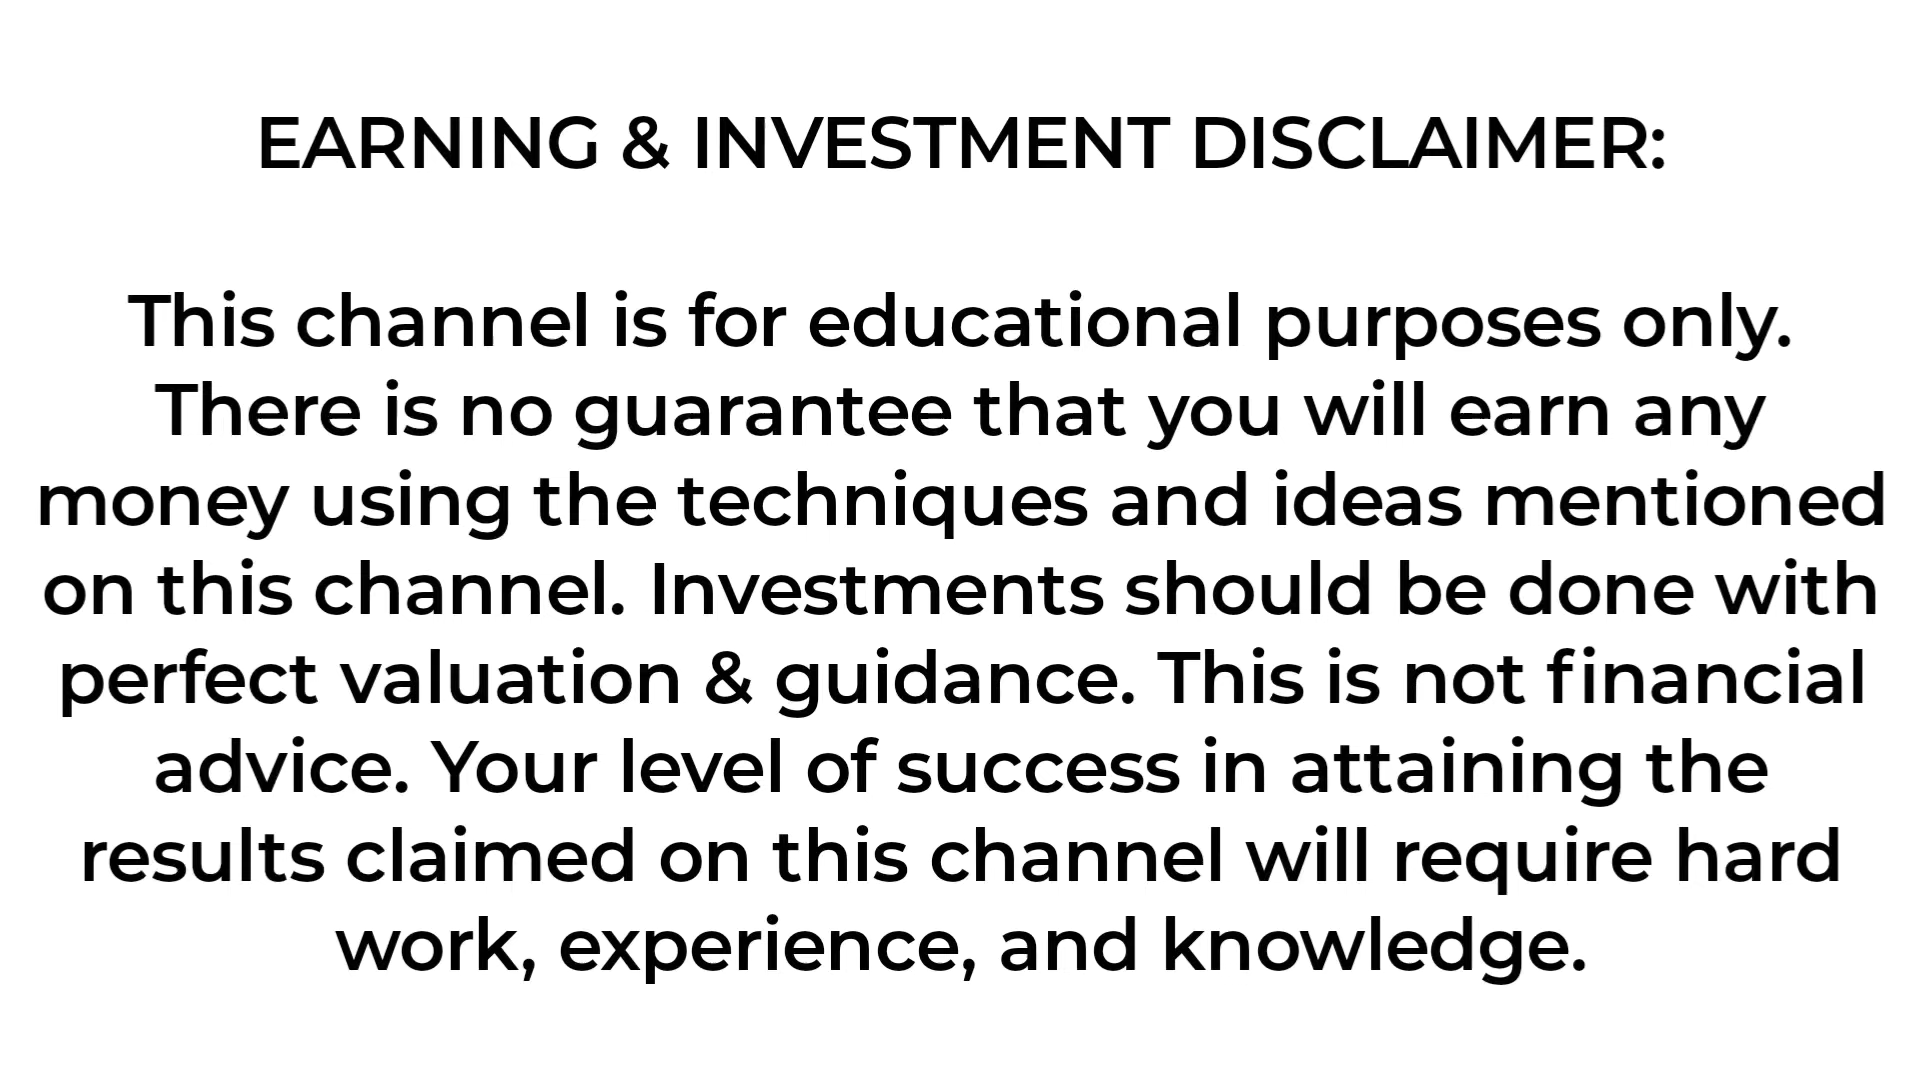 EARNING & INVESTMENT DISCLAIMER:
This channel is for educational purposes only.
There is no guarantee that you will earn any
money using the techniques and ideas mentioned
on this channel. Investments should be done with
perfect valuation & guidance. This is not financial
advice. Your level of success in attaining the
results claimed on this channel will require hard
work, experience, and knowledge.